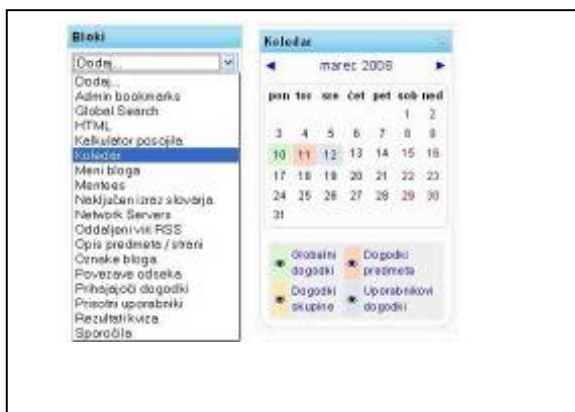 Bloki
Dodaj...
Dodaj...
Admin bookmarks
Global Search
HTML
Kalkulator posojila
Koledar
Meni bloga
Mentees
Naključen izraz slovarja
Network Servers
Oddaljeni viri RSS
Opis predmeta / strani
Oznake bloga
Povezave odseka
Prihajajoči dogodki
Prisotni uporabniki
Rezultati kviza
Sporočila
Koledar
◄ marec 2008 ►
pon tor sre čet pet sob ned
1 2
3 4 5 6 7 8 9
10 11 12 13 14 15 16
17 18 19 20 21 22 23
24 25 26 27 28 29 30
31
Globalni dogodki
Dogodki predmeta
Dogodki skupine
Uporabnikovi dogodki